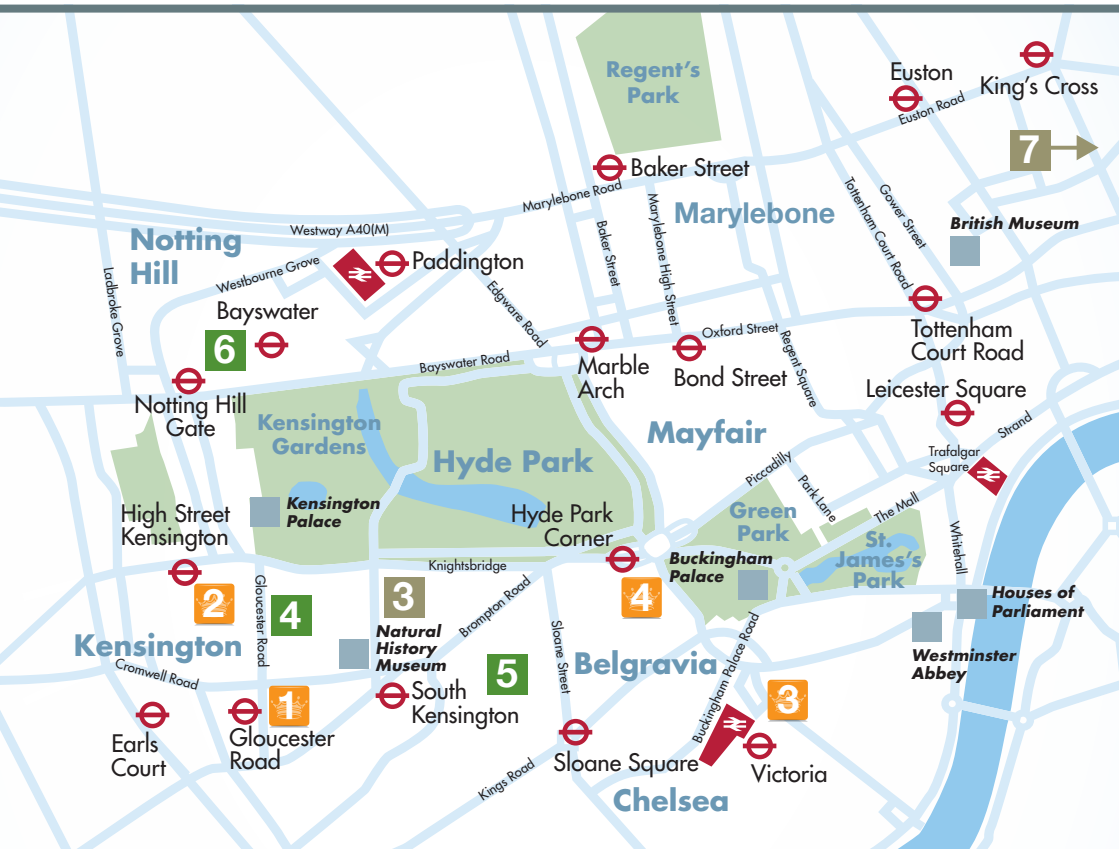 Regent's
Park
Euston
King's Cross
Euston Road
7
Baker Street
Marylebone Road
Marylebone
Marylebone High Street
Baker Street
Tottenham Court Road
Gower Street
British Museum
Notting
Hill
Westway A40(M)
Westbourne Grove
Paddington
Ladbroke Grove
Bayswater
6
Edgware Road
Tottenham
Court Road
Oxford Street
Regent Square
Bayswater Road
Marble
Arch
Bond Street
Leicester Square
Notting Hill
Gate
Kensington
Gardens
Hyde Park
Mayfair
Strand
Trafalgar
Square
Piccadilly
Park Lane
The Mall
Kensington
Palace
High Street
Kensington
Hyde Park
Corner
Green
Park
St.
James's
Park
Whitehall
Buckingham
Palace
Knightsbridge
2
Gloucester Road
4
3
4
Brompton Road
Houses of
Parliament
Natural
History
Museum
Kensington
Cromwell Road
Sloane Street
Belgravia
Westminster
Abbey
5
Buckingham Palace Road
3
1
South
Kensington
Earls
Court
Gloucester
Road
Sloane Square
Victoria
Kings Road
Chelsea